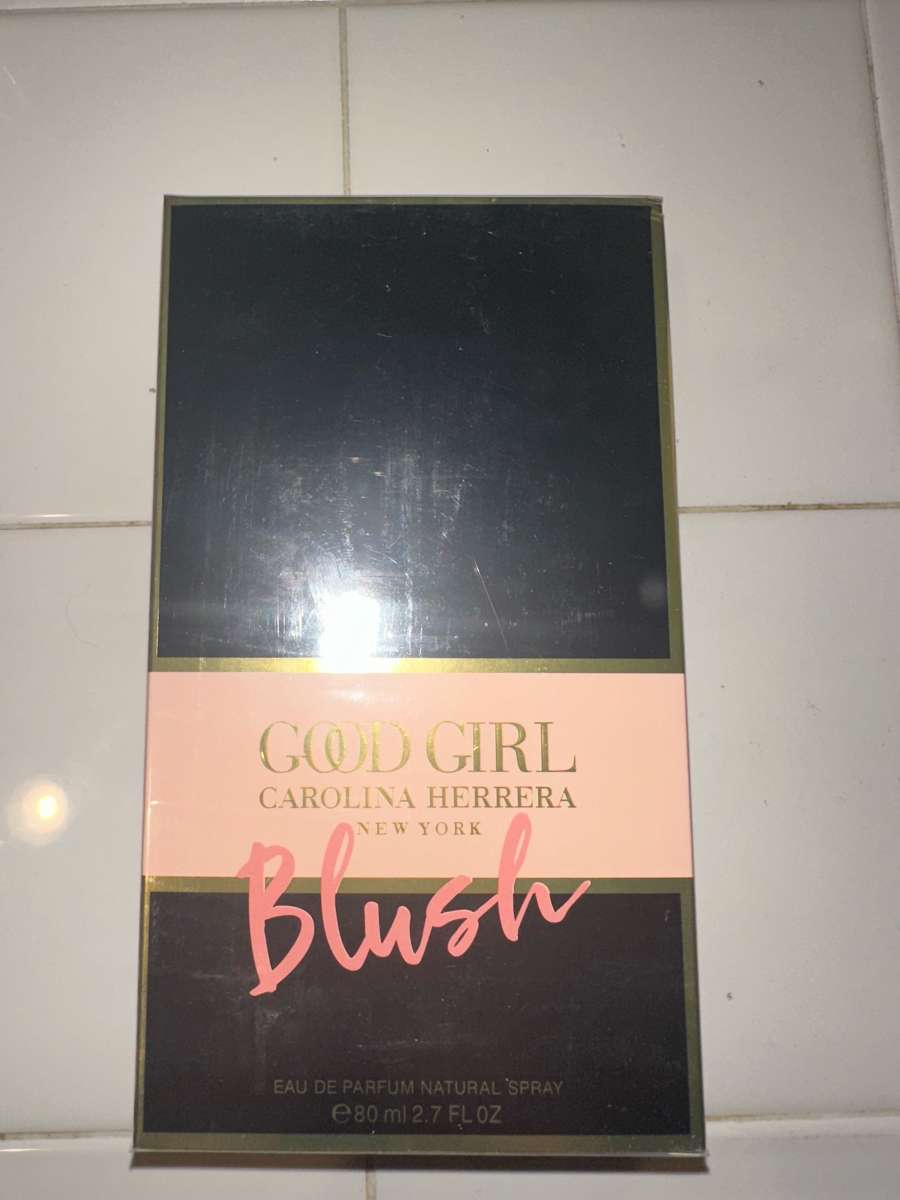 GOOD GIRL
CAROLINA HERRERA
NEW YORK
Blush
EAU DE PARFUM NATURAL SPRAY
℮80 ml 2.7 FL OZ